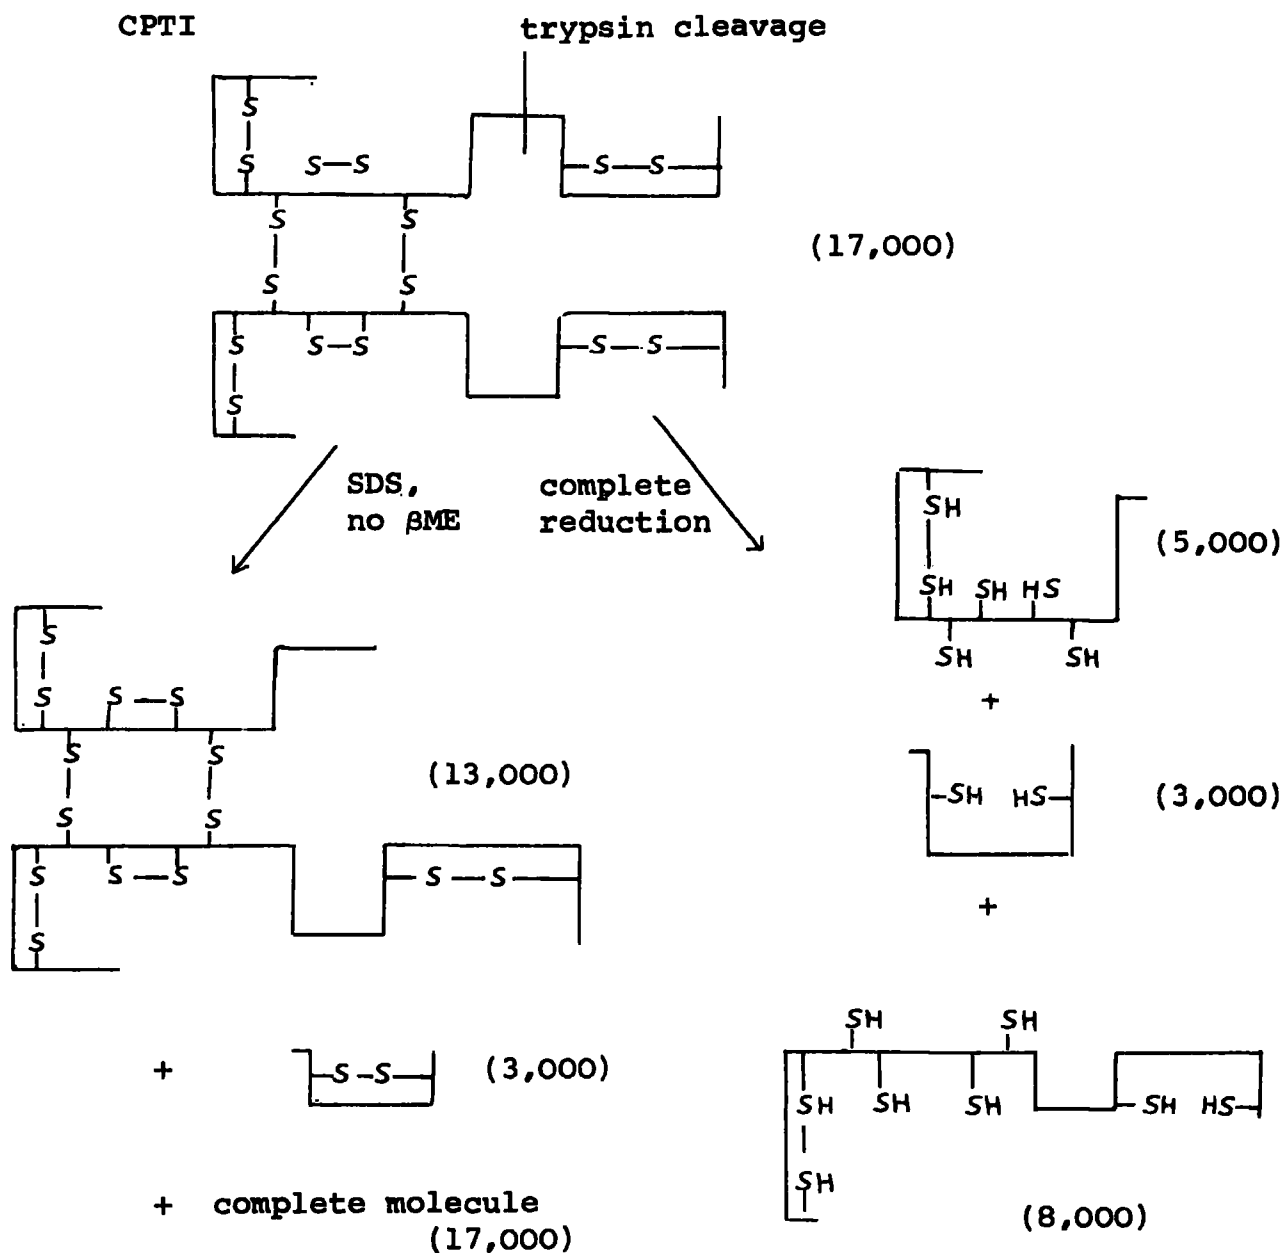 CPTI
trypsin cleavage
S
S
S—S
S—S
S
S
S
S
(17,000)
S
S
S—S
S—S
SDS,
no βME
complete
reduction
S
S
S—S
S
S
S
S
(13,000)
S
S
S—S
S—S
+
S-S
(3,000)
+ complete molecule
(17,000)
SH
SH
SH
HS
SH
SH
(5,000)
+
SH
HS
(3,000)
+
SH
SH
SH
SH
SH
SH
SH
HS
(8,000)